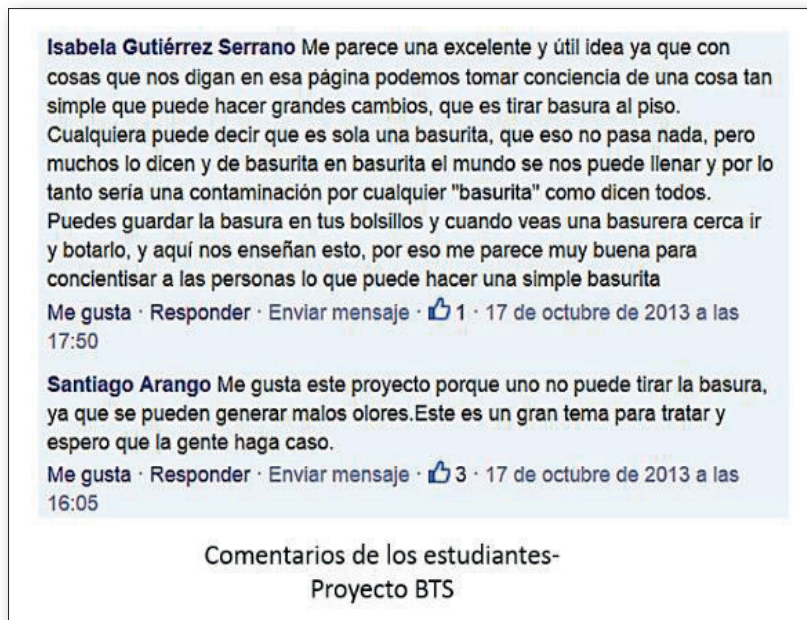 Isabela Gutiérrez Serrano Me parece una excelente y útil idea ya que con
cosas que nos digan en esa página podemos tomar conciencia de una cosa tan
simple que puede hacer grandes cambios, que es tirar basura al piso.
Cualquiera puede decir que es sola una basurita, que eso no pasa nada, pero
muchos lo dicen y de basurita en basurita el mundo se nos puede llenar y por lo
tanto sería una contaminación por cualquier "basurita" como dicen todos.
Puedes guardar la basura en tus bolsillos y cuando veas una basurera cerca ir
y botarlo, y aquí nos enseñan esto, por eso me parece muy buena para
concientisar a las personas lo que puede hacer una simple basurita
Me gusta · Responder · Enviar mensaje · 1 · 17 de octubre de 2013 a las
17:50
Santiago Arango Me gusta este proyecto porque uno no puede tirar la basura,
ya que se pueden generar malos olores.Este es un gran tema para tratar y
espero que la gente haga caso.
Me gusta · Responder · Enviar mensaje · 3 · 17 de octubre de 2013 a las
16:05
Comentarios de los estudiantes-
Proyecto BTS